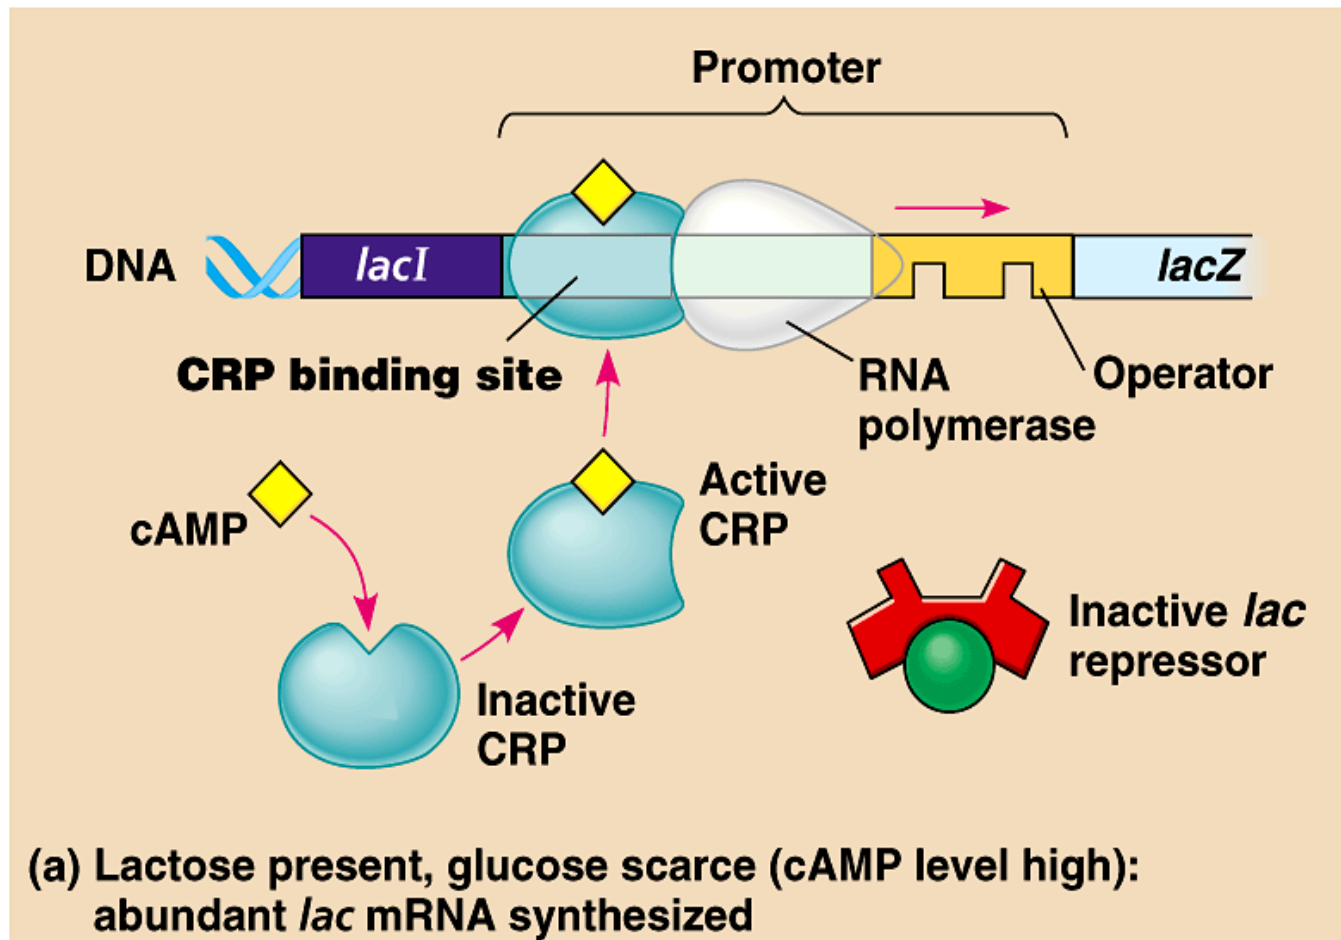 Promoter
DNA
lacI
lacZ
CRP binding site
RNA
polymerase
Operator
cAMP
Active
CRP
Inactive
CRP
Inactive lac
repressor
(a) Lactose present, glucose scarce (cAMP level high):
abundant lac mRNA synthesized